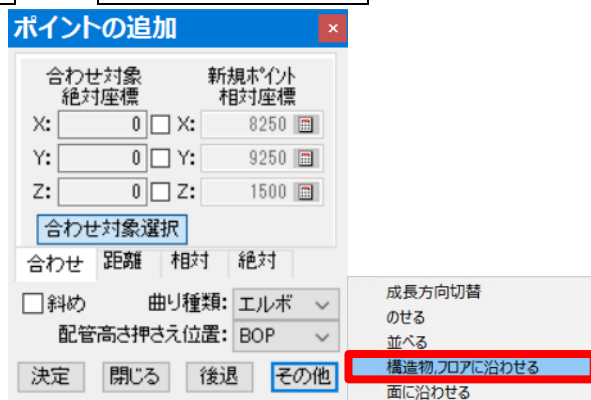 ポイントの追加 ×
合わせ対象 新規ポイント
絶対座標 相対座標
X: 0 X: 8250
Y: 0 Y: 9250
Z: 0 Z: 1500
合わせ対象選択
合わせ 距離 相対 絶対
斜め 曲り種類: エルボ
配管高さ押さえ位置: BOP
決定 閉じる 後退 その他
成長方向切替
のせる
並べる
構造物,フロアに沿わせる
面に沿わせる